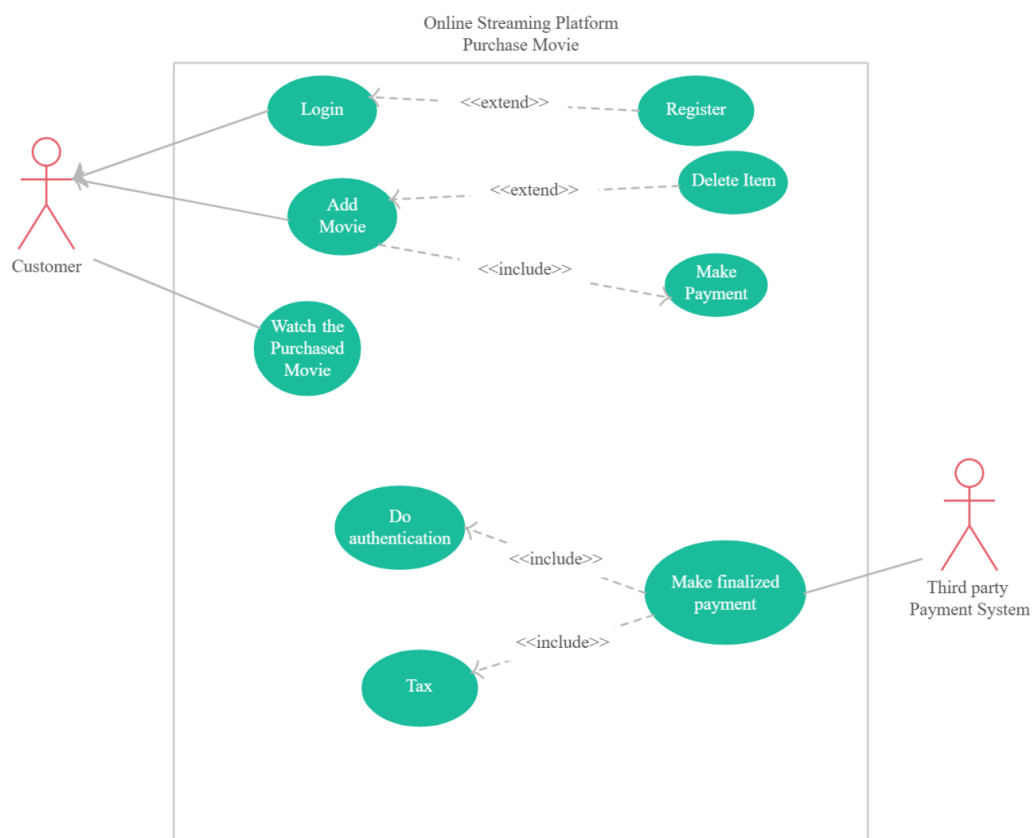 Online Streaming Platform
Purchase Movie
Login
<<extend>>
Register
Add
Movie
<<extend>>
Delete Item
<<include>>
Make
Payment
Customer
Watch the
Purchased
Movie
Do
authentication
<<include>>
Make finalized
payment
Third party
Payment System
<<include>>
Tax